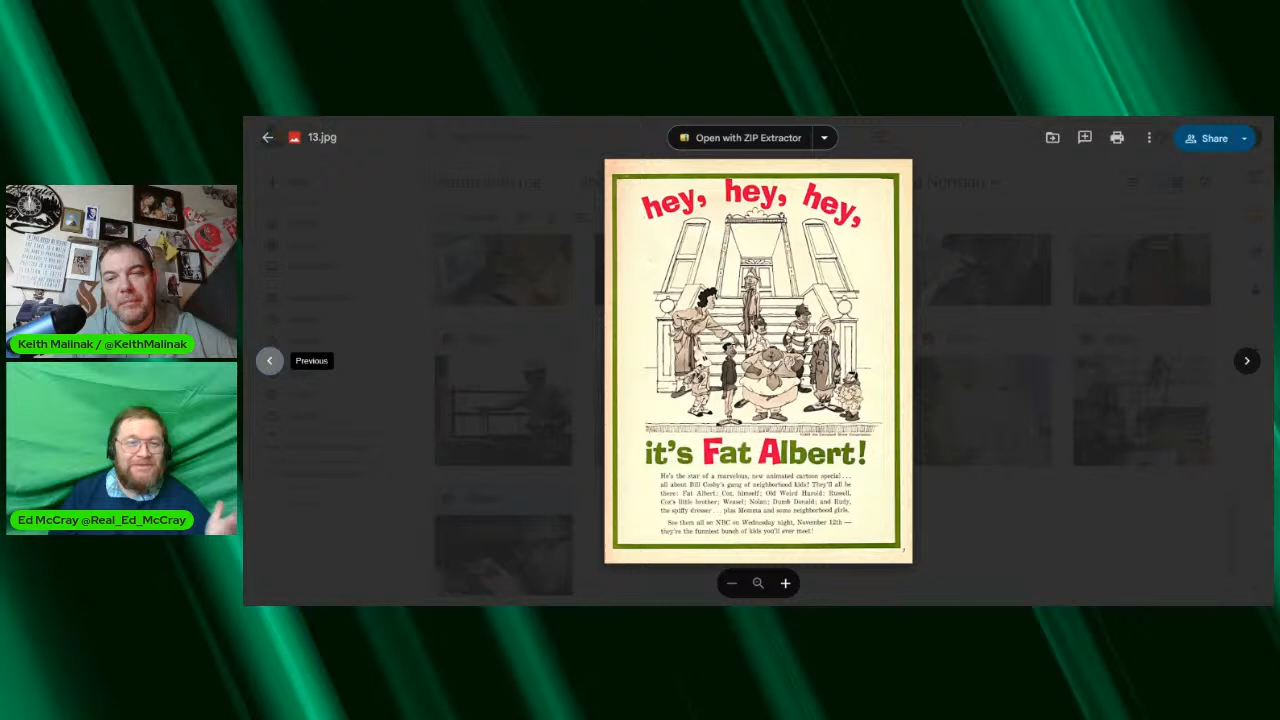 13.jpg
Open with ZIP Extractor
Share
Keith Malinak / @KeithMalinak
Previous
Ed McCray @Real_Ed_McCray
hey, hey, hey,
it's Fat Albert!
He's the star of a marvelous, new animated cartoon special...
all about Bill Cosby's gang of neighborhood kids! They'll all be
there: Fat Albert; Coz, himself; Old Weird Harold; Russell,
Coz's little brother; Weasel; Nolan; Dumb Donald; and Rudy,
the spiffy dresser... plus Momma and some neighborhood girls.
See them all on NBC on Wednesday night, November 12th —
they're the funniest bunch of kids you'll ever meet!